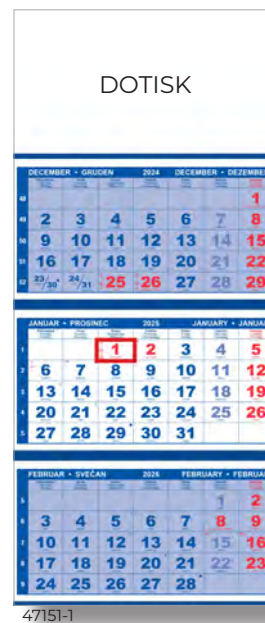 DOTISK
DECEMBER • GRUDEN 2024 DECEMBER • DEZEMBER
48 1
49 2 3 4 5 6 7 8
50 9 10 11 12 13 14 15
51 16 17 18 19 20 21 22
52 23/30 24/31 25 26 27 28 29
JANUAR • PROSINEC 2025 JANUARY • JANUAR
1 1 2 3 4 5
2 6 7 8 9 10 11 12
3 13 14 15 16 17 18 19
4 20 21 22 23 24 25 26
5 27 28 29 30 31
FEBRUAR • SVEČAN 2025 FEBRUARY • FEBRUAR
5 1 2
6 3 4 5 6 7 8 9
7 10 11 12 13 14 15 16
8 17 18 19 20 21 22 23
9 24 25 26 27 28
47151-1